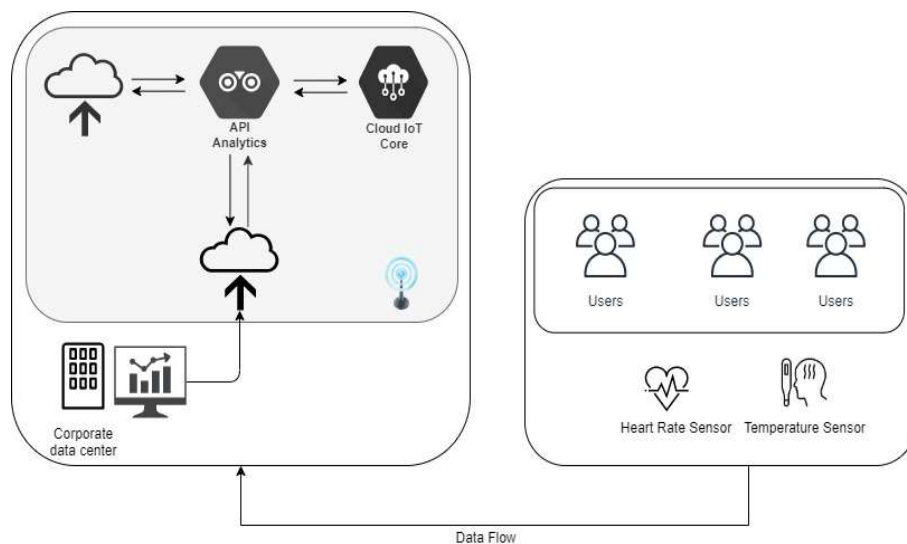 API
Analytics
Cloud IoT
Core
Users
Users
Users
Heart Rate Sensor
Temperature Sensor
Corporate
data center
Data Flow